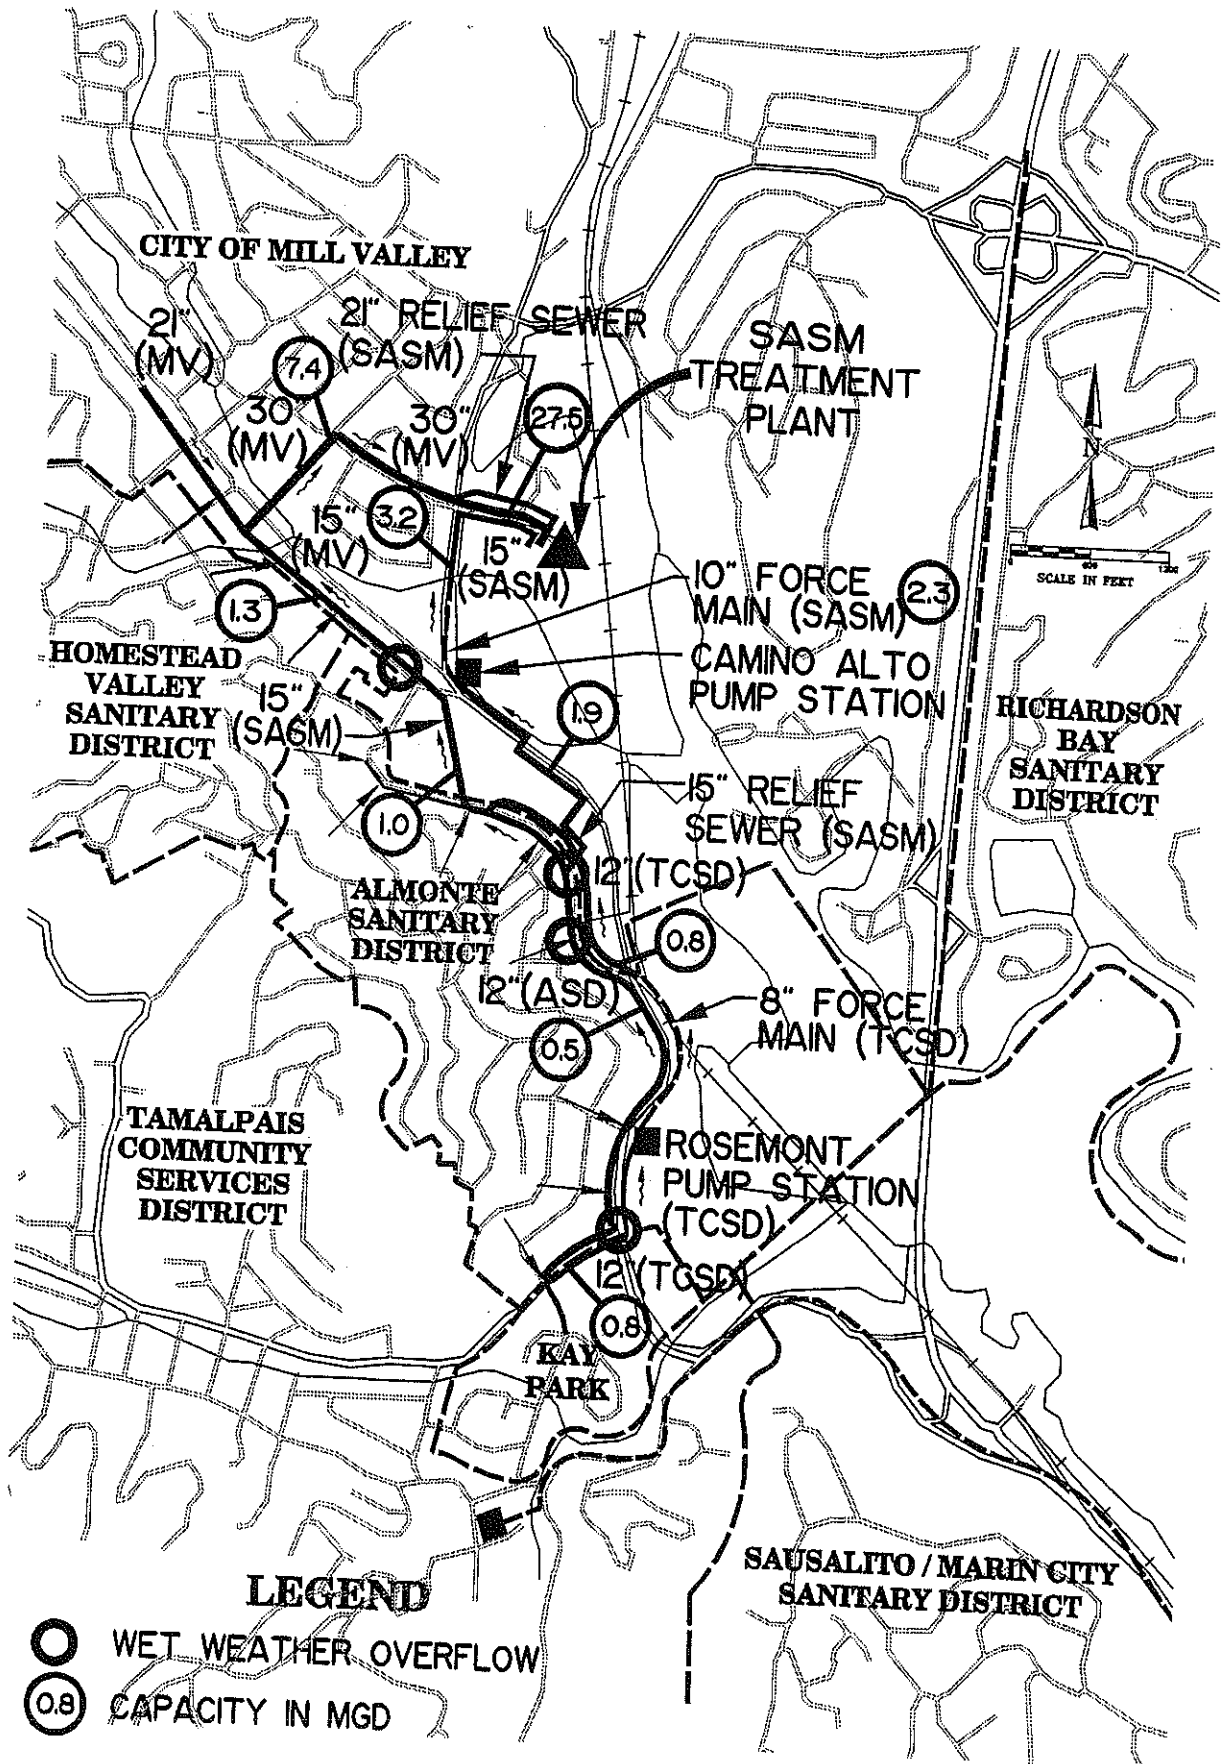 CITY OF MILL VALLEY
21" RELIEF SEWER
(SASM)
21"
(MV)
7.4
SASM
TREATMENT
PLANT
30"
(MV)
30"
(MV)
27.5
N
15"
(MV)
3.2
15"
(SASM)
0 600 1200
SCALE IN FEET
10" FORCE
MAIN (SASM)
2.3
1.3
HOMESTEAD
VALLEY
SANITARY
DISTRICT
CAMINO ALTO
PUMP STATION
15"
(SASM)
1.9
RICHARDSON
BAY
SANITARY
DISTRICT
1.0
15" RELIEF
SEWER (SASM)
12" (TCSD)
ALMONTE
SANITARY
DISTRICT
0.8
12" (ASD)
8" FORCE
MAIN (TCSD)
0.5
TAMALPAIS
COMMUNITY
SERVICES
DISTRICT
ROSEMONT
PUMP STATION
(TCSD)
12" (TCSD)
0.8
KAY
PARK
SAUSALITO / MARIN CITY
SANITARY DISTRICT
LEGEND
WET WEATHER OVERFLOW
0.8 CAPACITY IN MGD